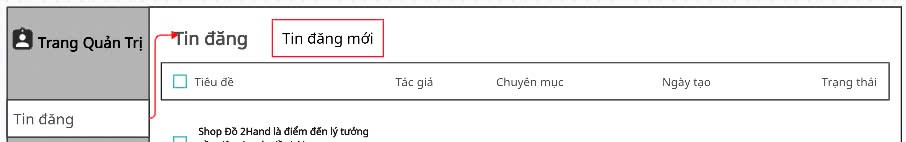 Trang Quản Trị
Tin đăng
Tin đăng mới
Tiêu đề
Tác giả
Chuyên mục
Ngày tạo
Trạng thái
Tin đăng
Shop Đồ 2Hand là điểm đến lý tưởng